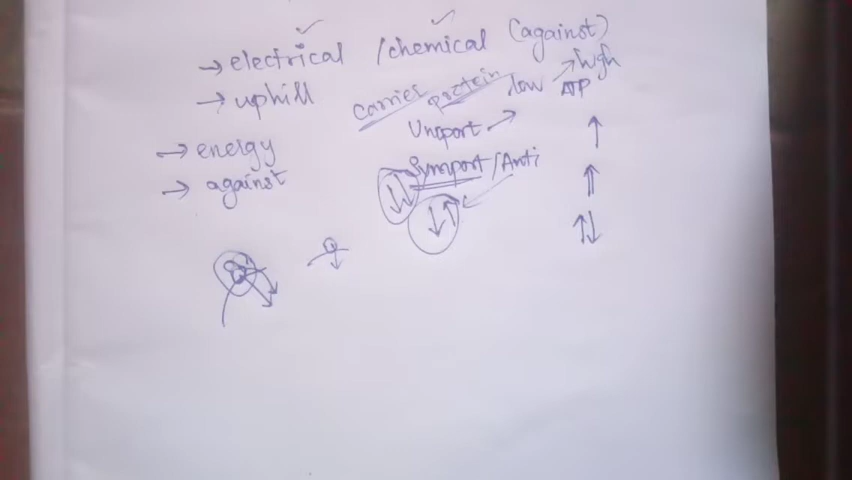 → electrical /chemical (against)
→ uphill carrier protein low → high
ATP
Uniport →
→ energy
Symport/Anti
→ against